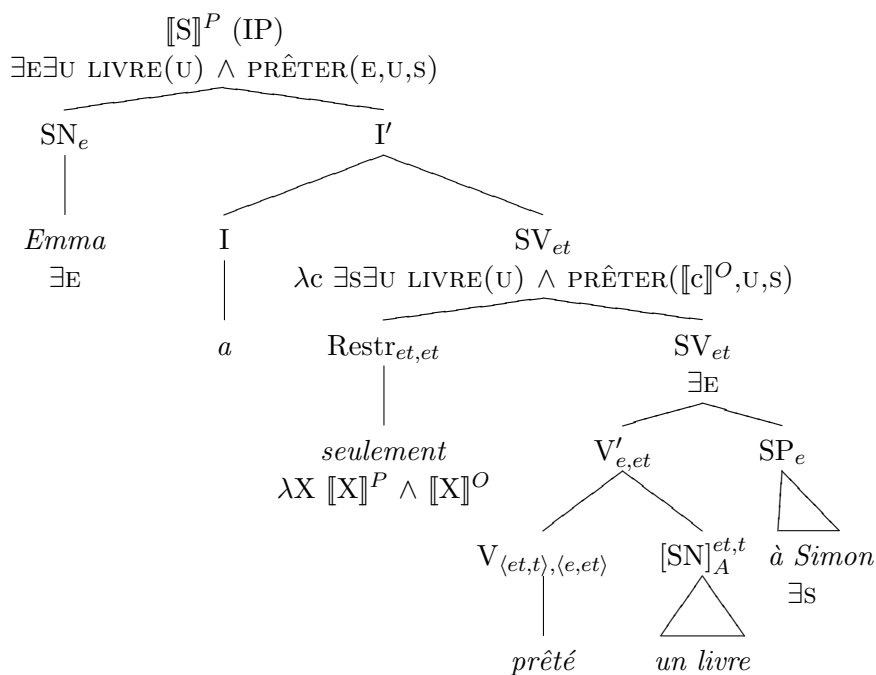 ⟦S⟧^P (IP)
∃E∃U LIVRE(U) ∧ PRÊTER(E,U,S)
SN_e I′
Emma I SV_et
∃E λc ∃S∃U LIVRE(U) ∧ PRÊTER(⟦c⟧^O,U,S)
a Restr_et,et SV_et
∃E
seulement V′_e,et SP_e
λX ⟦X⟧^P ∧ ⟦X⟧^O
V_⟨et,t⟩,⟨e,et⟩ [SN]_A^et,t à Simon
∃S
prêté un livre